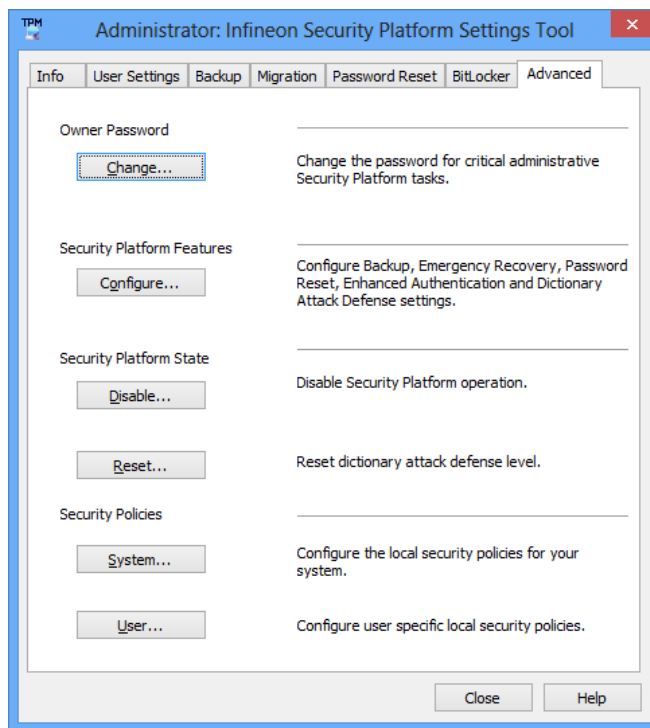 TPM
Administrator: Infineon Security Platform Settings Tool
Info User Settings Backup Migration Password Reset BitLocker Advanced
Owner Password
Change...
Change the password for critical administrative
Security Platform tasks.
Security Platform Features
Configure...
Configure Backup, Emergency Recovery, Password
Reset, Enhanced Authentication and Dictionary
Attack Defense settings.
Security Platform State
Disable...
Disable Security Platform operation.
Reset...
Reset dictionary attack defense level.
Security Policies
System...
Configure the local security policies for your
system.
User...
Configure user specific local security policies.
Close Help